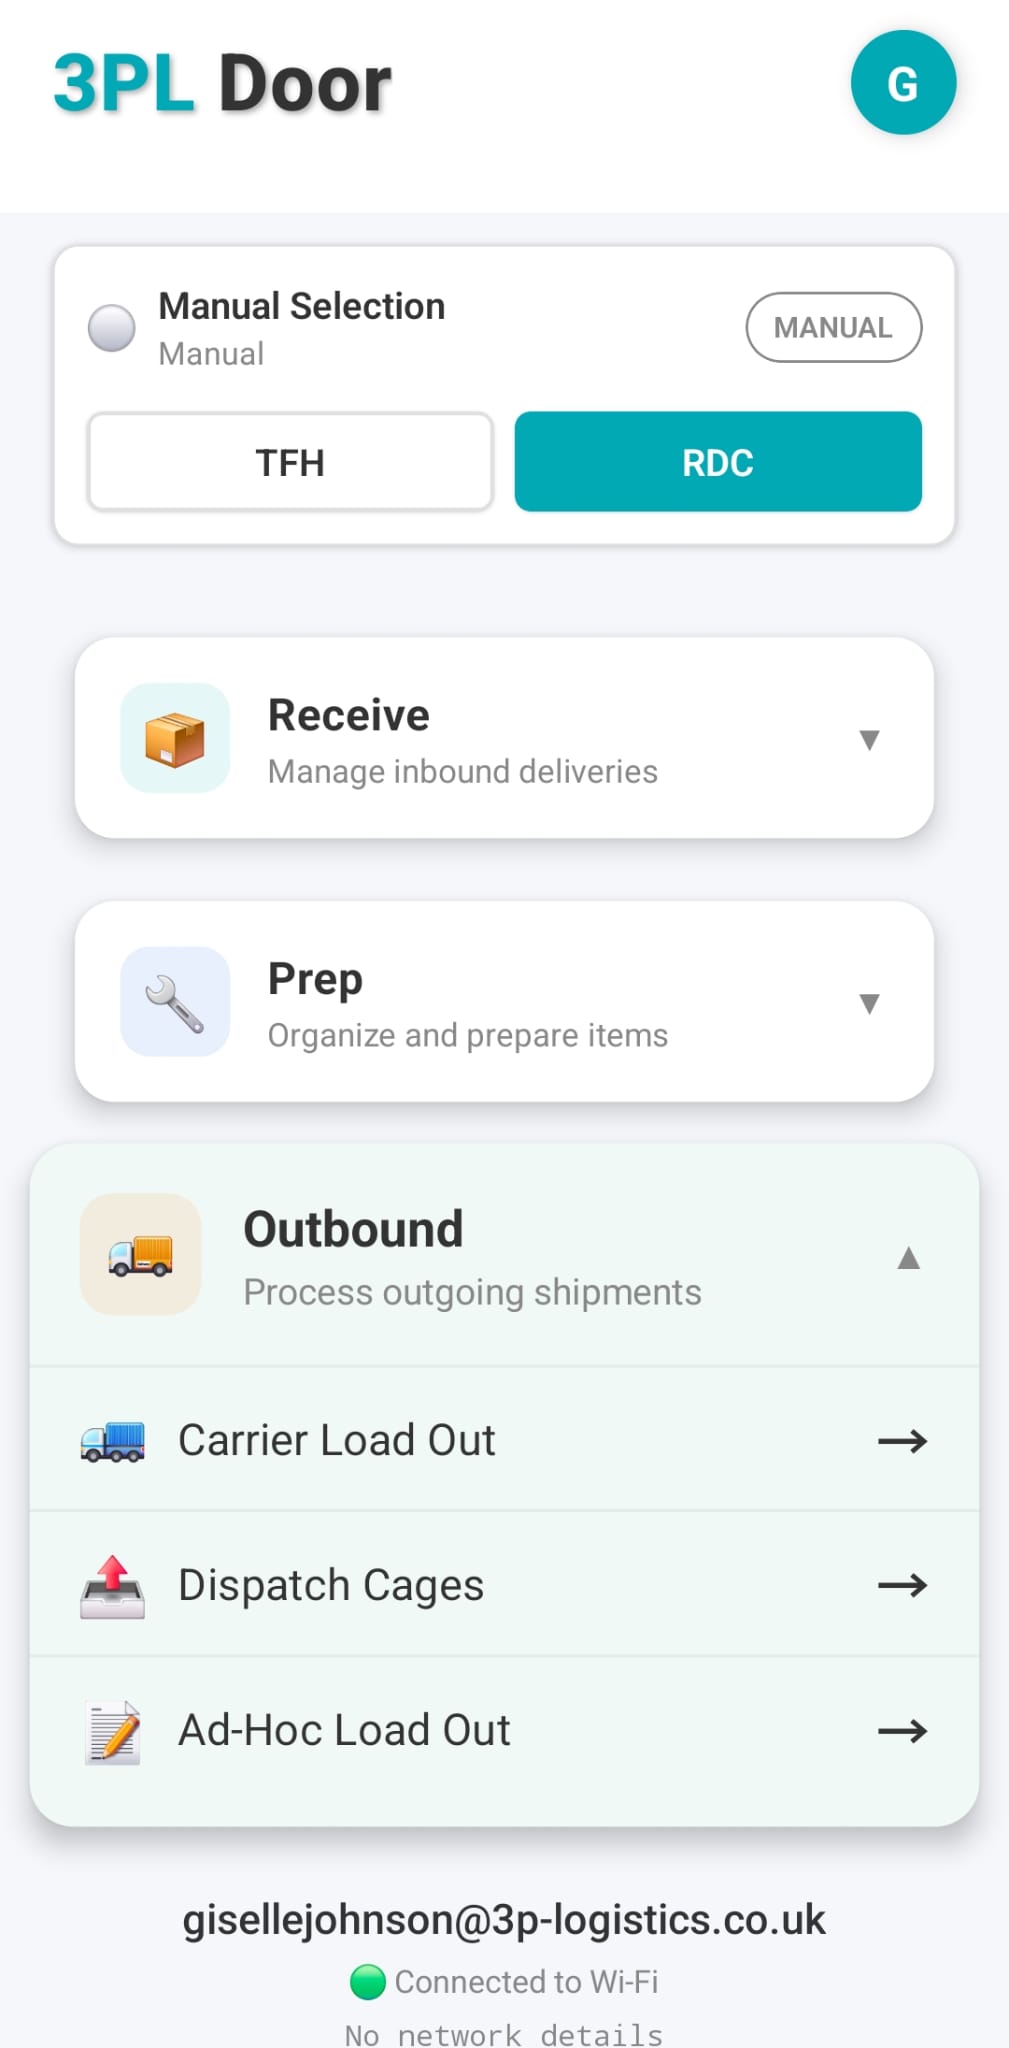 3PL Door
G
Manual Selection
Manual
MANUAL
TFH
RDC
Receive
Manage inbound deliveries
▼
Prep
Organize and prepare items
▼
Outbound
Process outgoing shipments
▲
Carrier Load Out
→
Dispatch Cages
→
Ad-Hoc Load Out
→
gisellejohnson@3p-logistics.co.uk
Connected to Wi-Fi
No network details